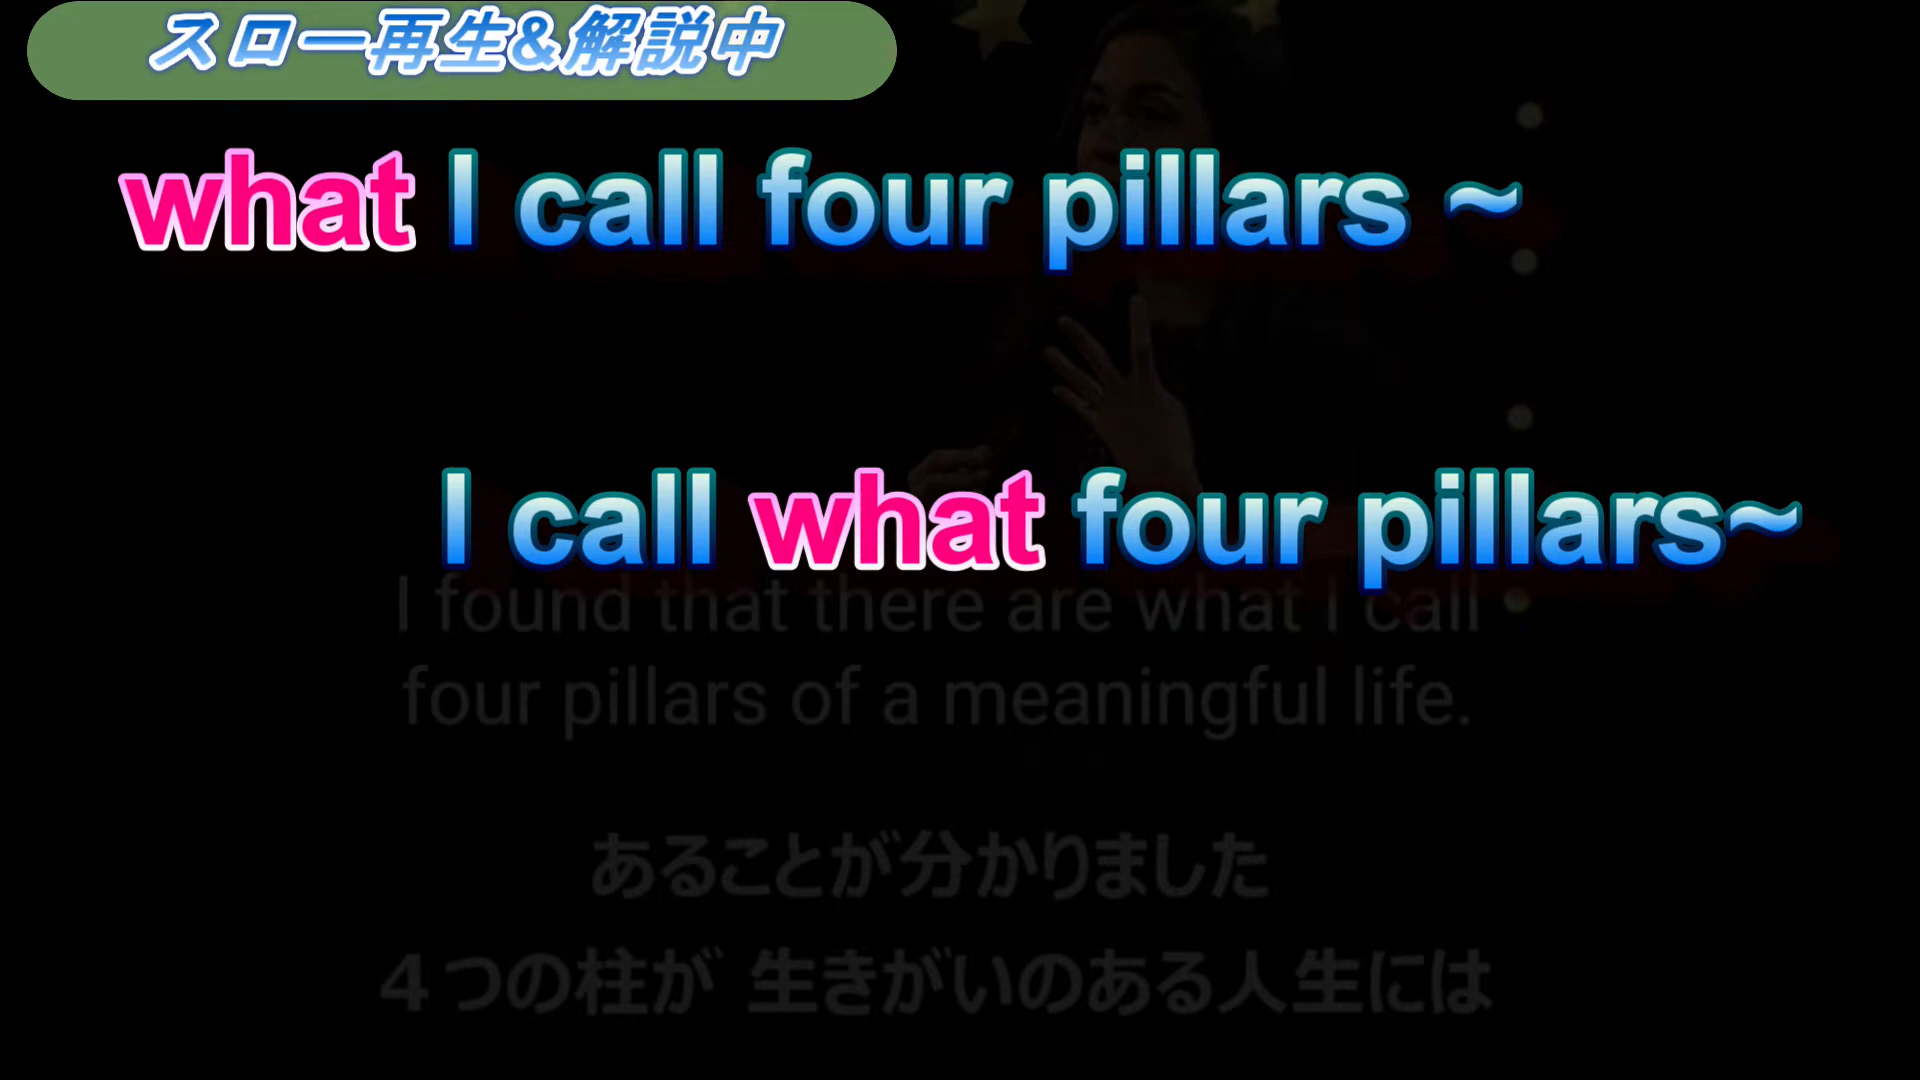 スロー再生&解説中
what I call four pillars ~
I call what four pillars~
I found that there are what I call
four pillars of a meaningful life.
あることが分かりました
４つの柱が 生きがいのある人生には